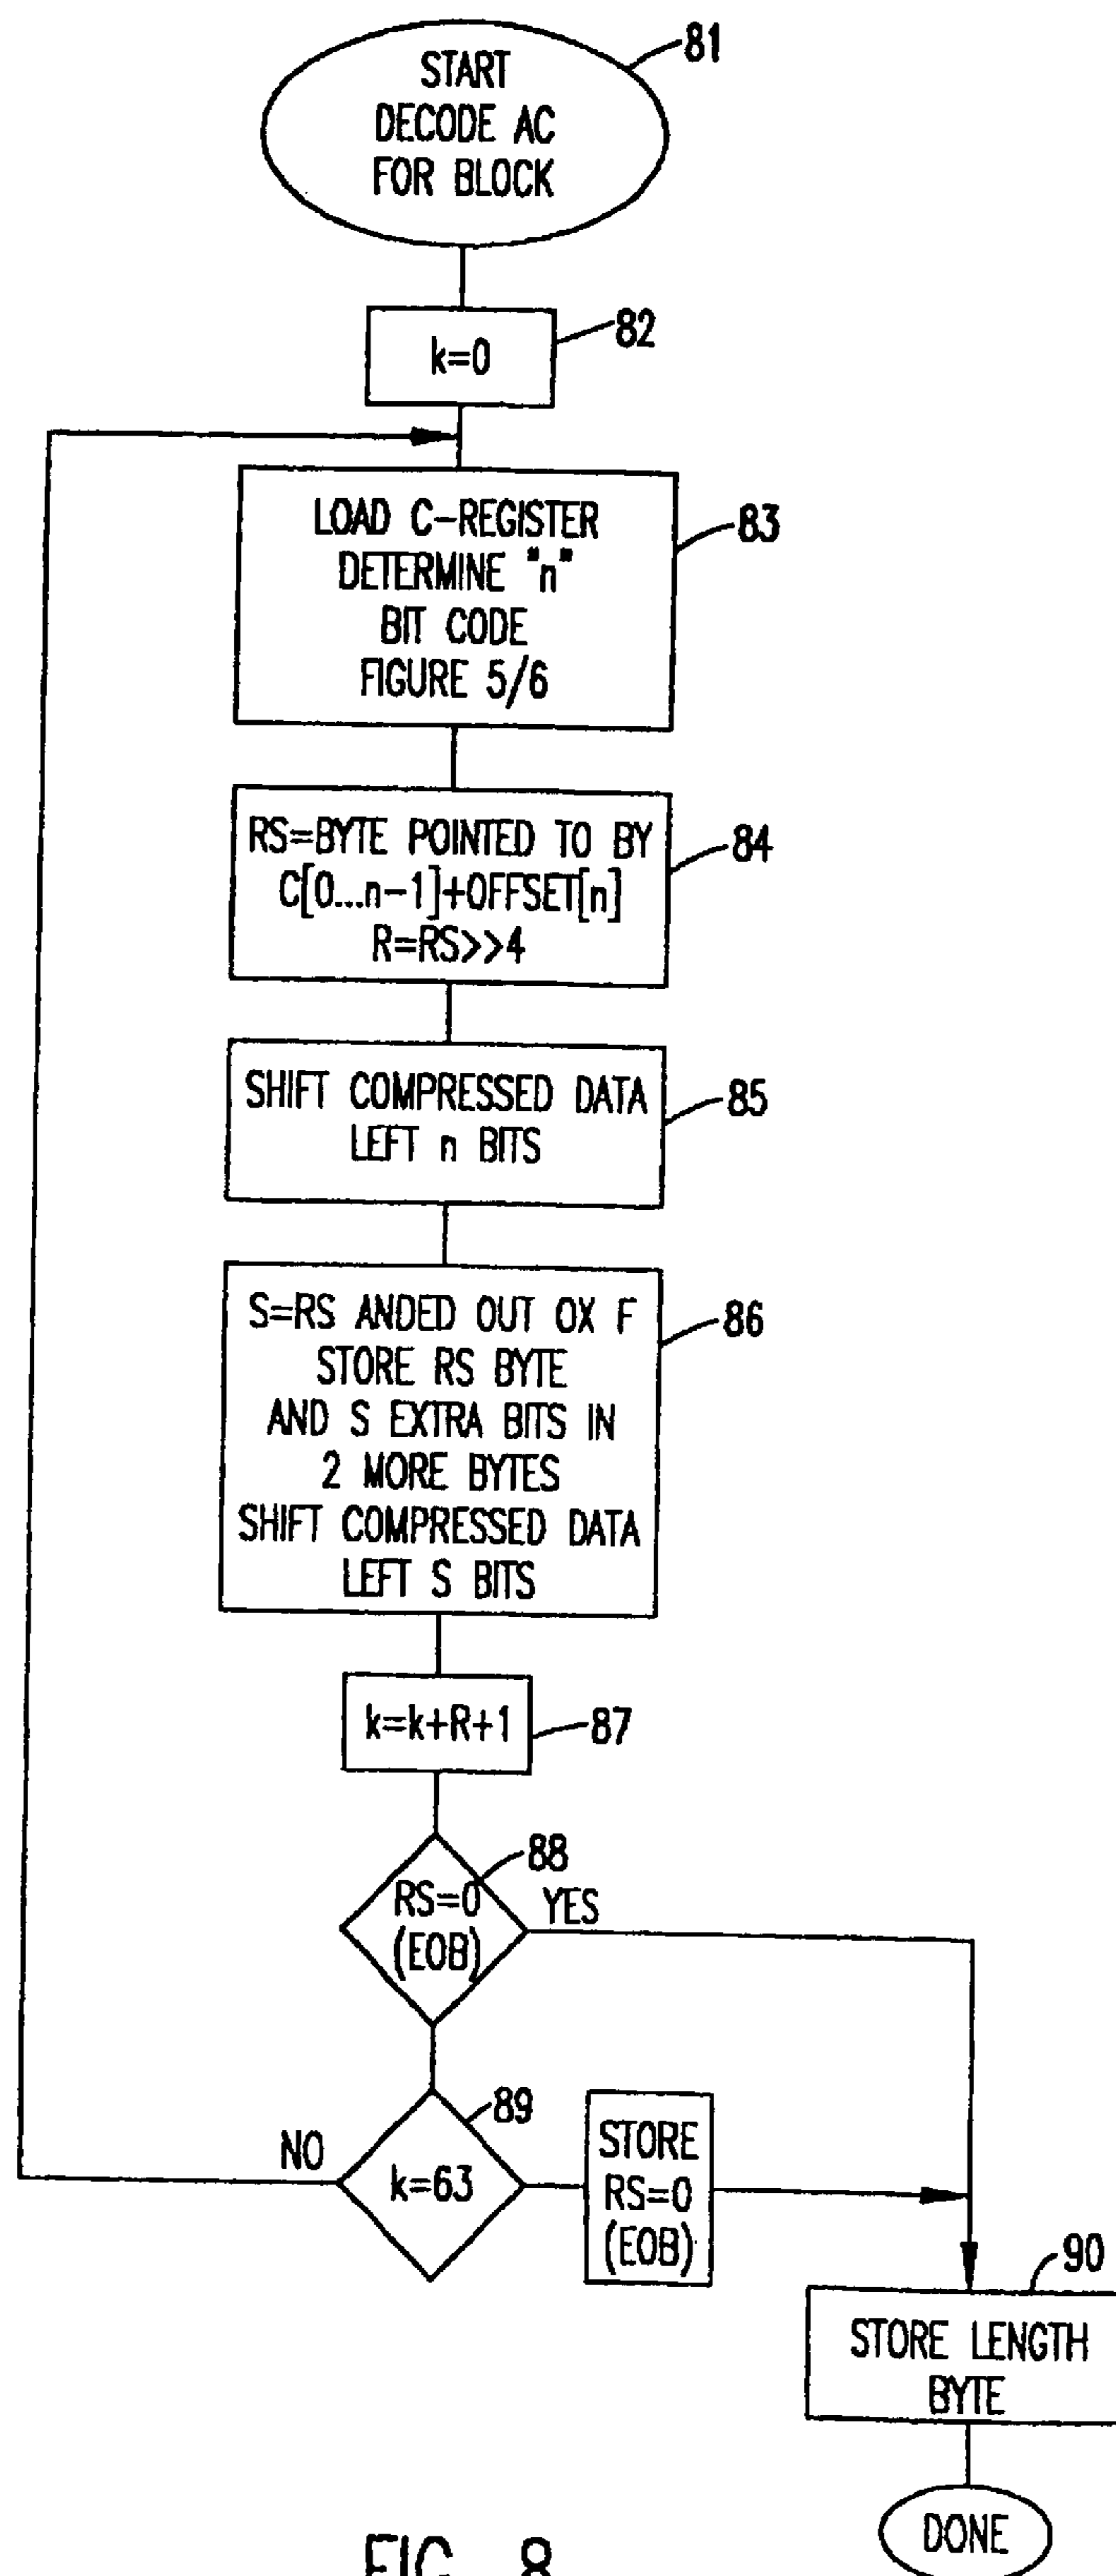 START
DECODE AC
FOR BLOCK
81
k=0
82
LOAD C-REGISTER
DETERMINE "n"
BIT CODE
FIGURE 5/6
83
RS=BYTE POINTED TO BY
C[0...n-1]+OFFSET[n]
R=RS>>4
84
SHIFT COMPRESSED DATA
LEFT n BITS
85
S=RS ANDED OUT OX F
STORE RS BYTE
AND S EXTRA BITS IN
2 MORE BYTES
SHIFT COMPRESSED DATA
LEFT S BITS
86
k=k+R+1
87
88
RS=0
(EOB)
YES
89
NO
k=63
STORE
RS=0
(EOB)
90
STORE LENGTH
BYTE
DONE
FIG. 8